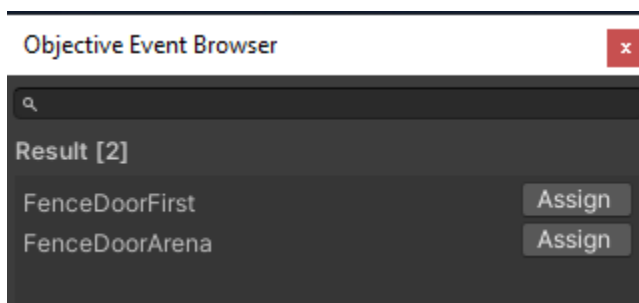 Objective Event Browser
x
Result [2]
FenceDoorFirst Assign
FenceDoorArena Assign